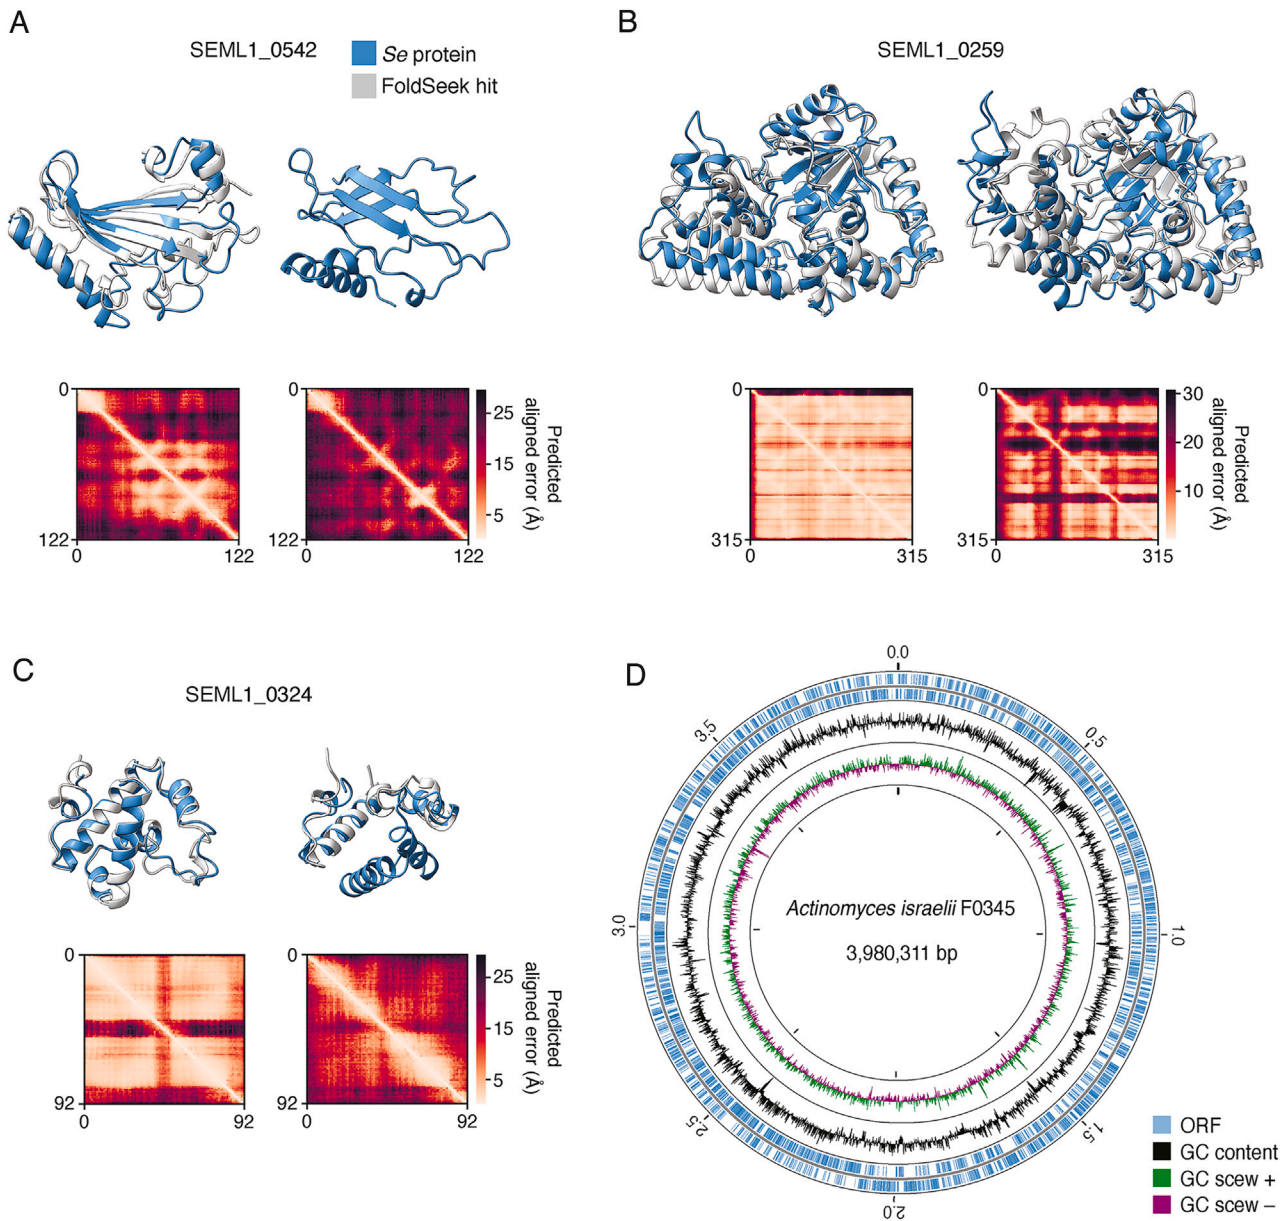 A
SEML1_0542
Se protein
FoldSeek hit
B
SEML1_0259
0
122
0
122
0
122
0
122
25
15
5
Predicted
aligned error (Å)
0
315
0
315
0
315
0
315
30
20
10
Predicted
aligned error (Å)
C
SEML1_0324
0
92
0
92
0
92
0
92
25
15
5
Predicted
aligned error (Å)
D
0.0
0.5
1.0
1.5
2.0
2.5
3.0
3.5
Actinomyces israelii F0345
3,980,311 bp
ORF
GC content
GC scew +
GC scew –